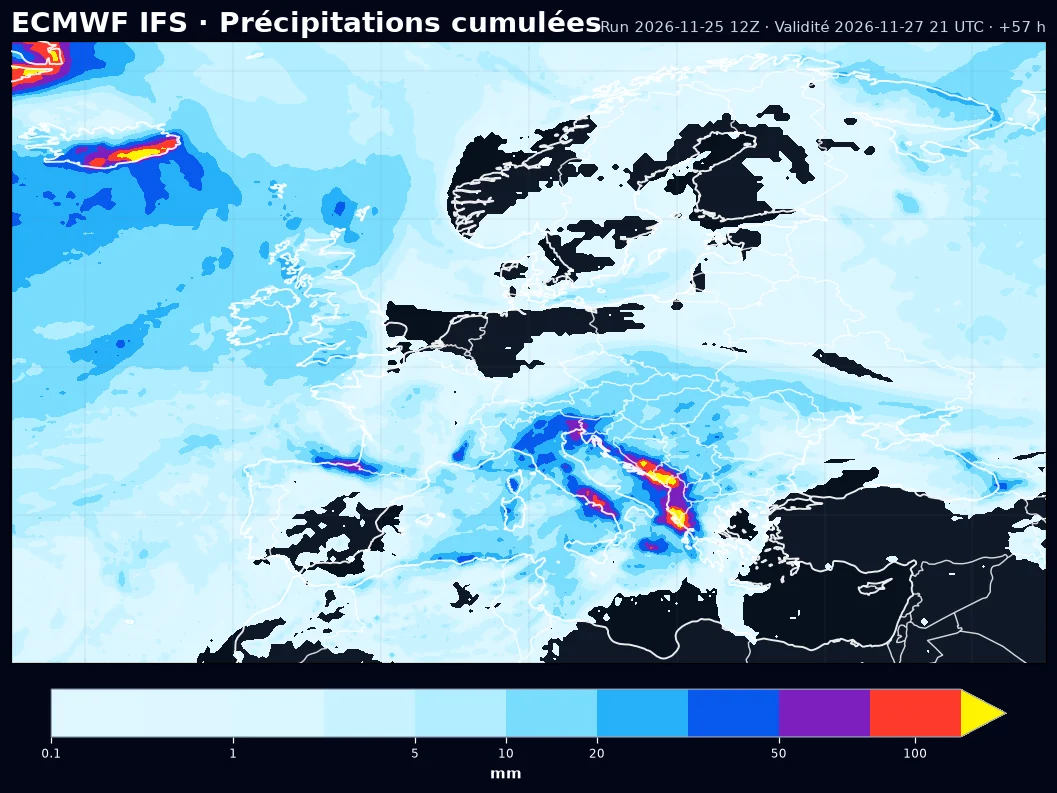 ECMWF IFS · Précipitations cumulées
Run 2026-11-25 12Z · Validité 2026-11-27 21 UTC · +57 h
0.1 1 5 10 20 50 100
mm